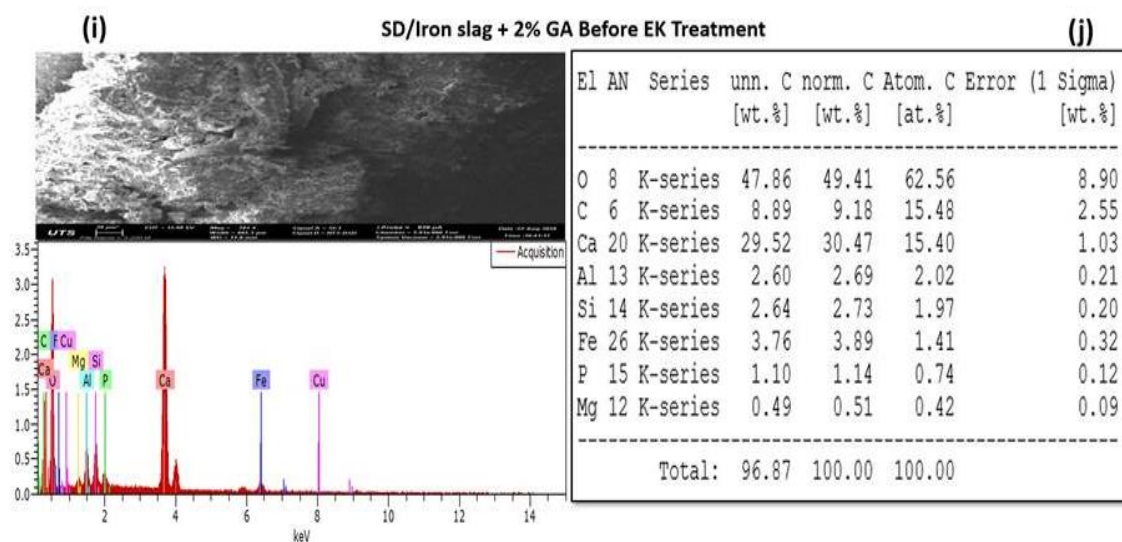 (i)
SD/Iron slag + 2% GA Before EK Treatment
(j)
UTS
3.5
3.0
2.5
2.0
1.5
1.0
0.5
0.0
Acquisition
C F Cu
Mg Si
Ca O Al P Ca Fe Cu
2 4 6 8 10 12 14
keV
El AN Series unn. C norm. C Atom. C Error (1 Sigma)
[wt.%] [wt.%] [at.%] [wt.%]
O 8 K-series 47.86 49.41 62.56 8.90
C 6 K-series 8.89 9.18 15.48 2.55
Ca 20 K-series 29.52 30.47 15.40 1.03
Al 13 K-series 2.60 2.69 2.02 0.21
Si 14 K-series 2.64 2.73 1.97 0.20
Fe 26 K-series 3.76 3.89 1.41 0.32
P 15 K-series 1.10 1.14 0.74 0.12
Mg 12 K-series 0.49 0.51 0.42 0.09
Total: 96.87 100.00 100.00